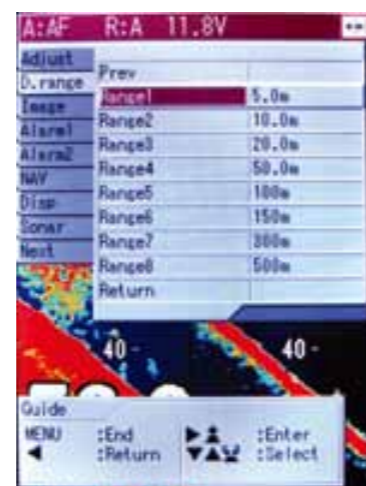 A:AF R:A 11.8V
Adjust
D.range
Image
Alarm1
Alarm2
NAV
Disp
Sonar
Next
Prev
Range1 5.0m
Range2 10.0m
Range3 20.0m
Range4 50.0m
Range5 100m
Range6 150m
Range7 300m
Range8 500m
Return
40- 40-
Guide
MENU :End :Enter
:Return :Select